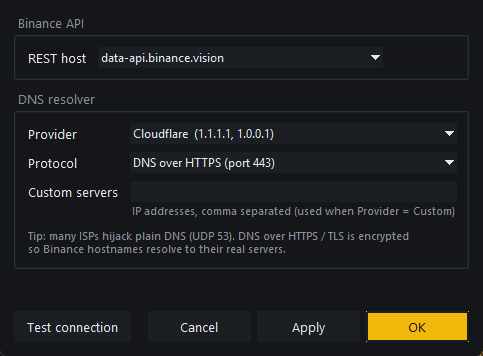 Binance API
REST host data-api.binance.vision
DNS resolver
Provider Cloudflare (1.1.1.1, 1.0.0.1)
Protocol DNS over HTTPS (port 443)
Custom servers
IP addresses, comma separated (used when Provider = Custom)
Tip: many ISPs hijack plain DNS (UDP 53). DNS over HTTPS / TLS is encrypted
so Binance hostnames resolve to their real servers.
Test connection Cancel Apply OK